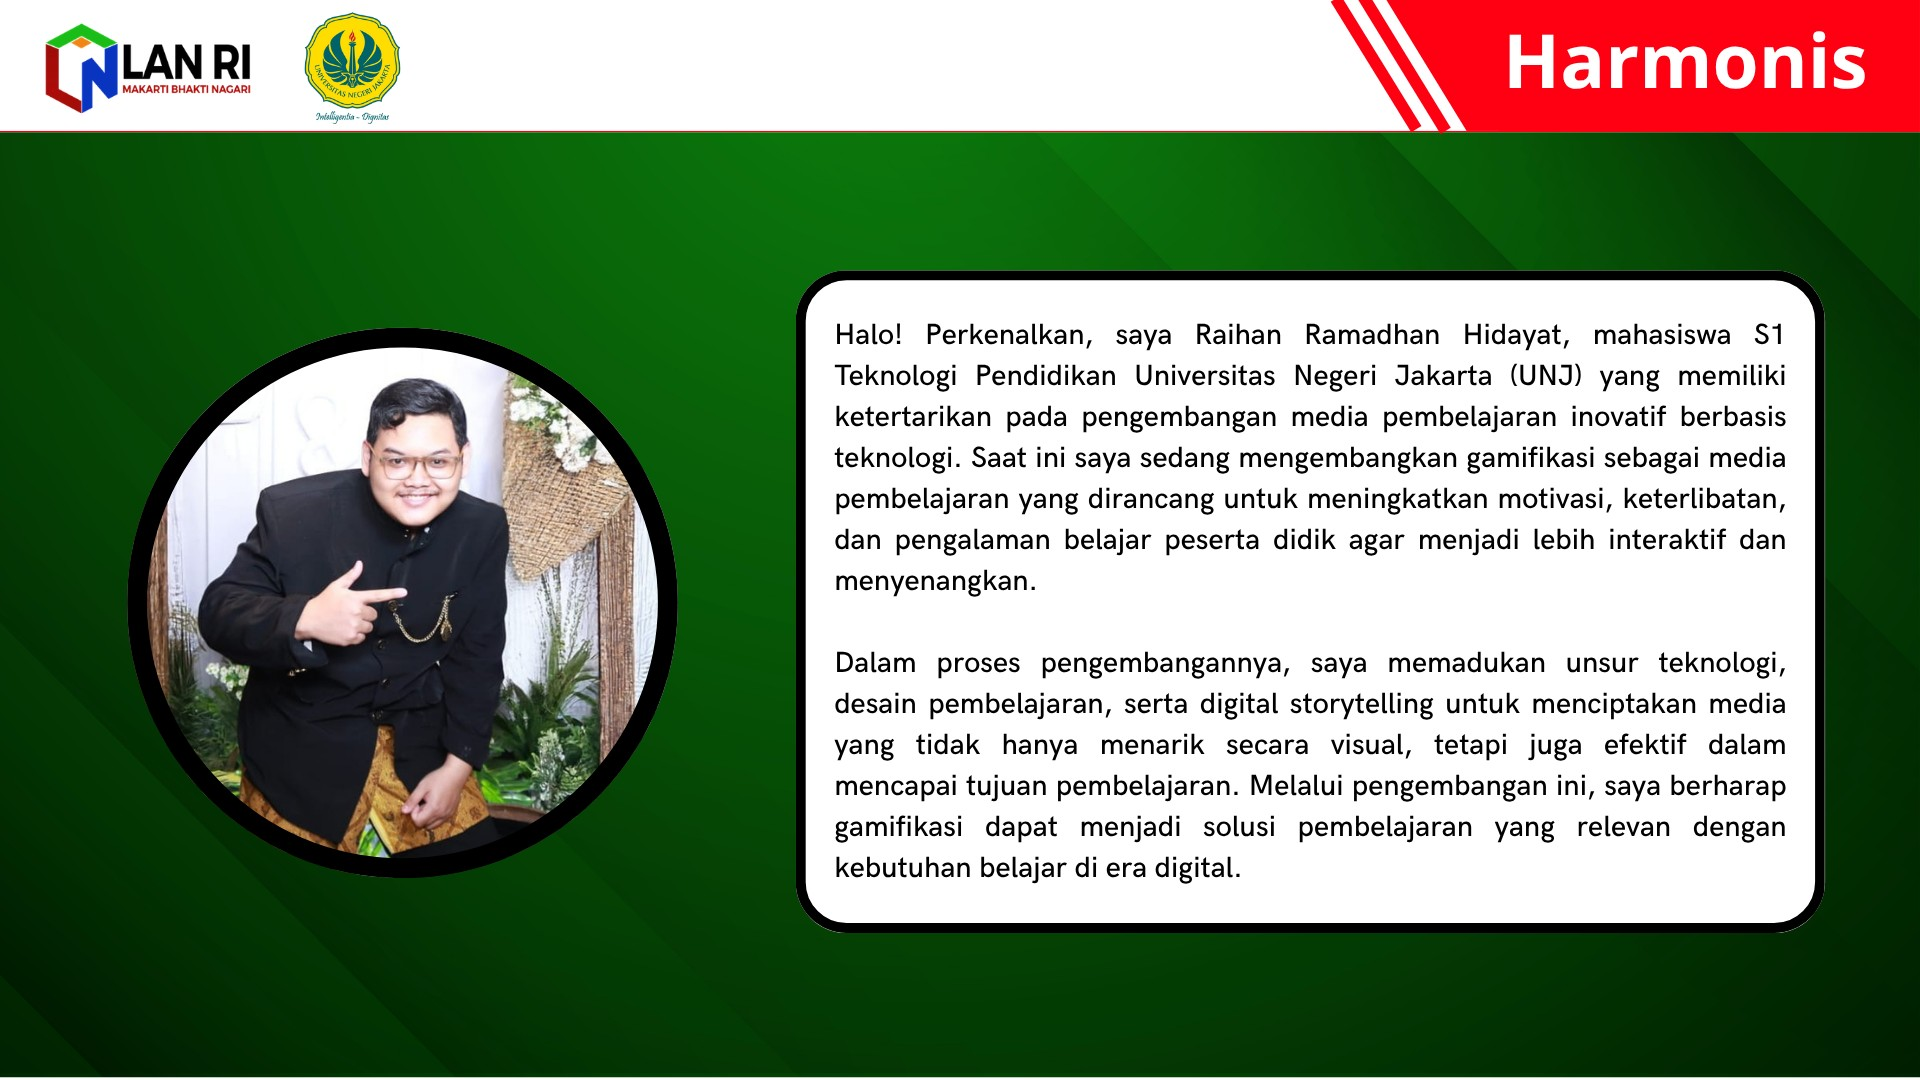 LAN RI
MAKARTI BHAKTI NAGARI
UNIVERSITAS NEGERI JAKARTA
Intelligentia - Dignitas
Harmonis
Halo! Perkenalkan, saya Raihan Ramadhan Hidayat, mahasiswa S1
Teknologi Pendidikan Universitas Negeri Jakarta (UNJ) yang memiliki
ketertarikan pada pengembangan media pembelajaran inovatif berbasis
teknologi. Saat ini saya sedang mengembangkan gamifikasi sebagai media
pembelajaran yang dirancang untuk meningkatkan motivasi, keterlibatan,
dan pengalaman belajar peserta didik agar menjadi lebih interaktif dan
menyenangkan.
Dalam proses pengembangannya, saya memadukan unsur teknologi,
desain pembelajaran, serta digital storytelling untuk menciptakan media
yang tidak hanya menarik secara visual, tetapi juga efektif dalam
mencapai tujuan pembelajaran. Melalui pengembangan ini, saya berharap
gamifikasi dapat menjadi solusi pembelajaran yang relevan dengan
kebutuhan belajar di era digital.